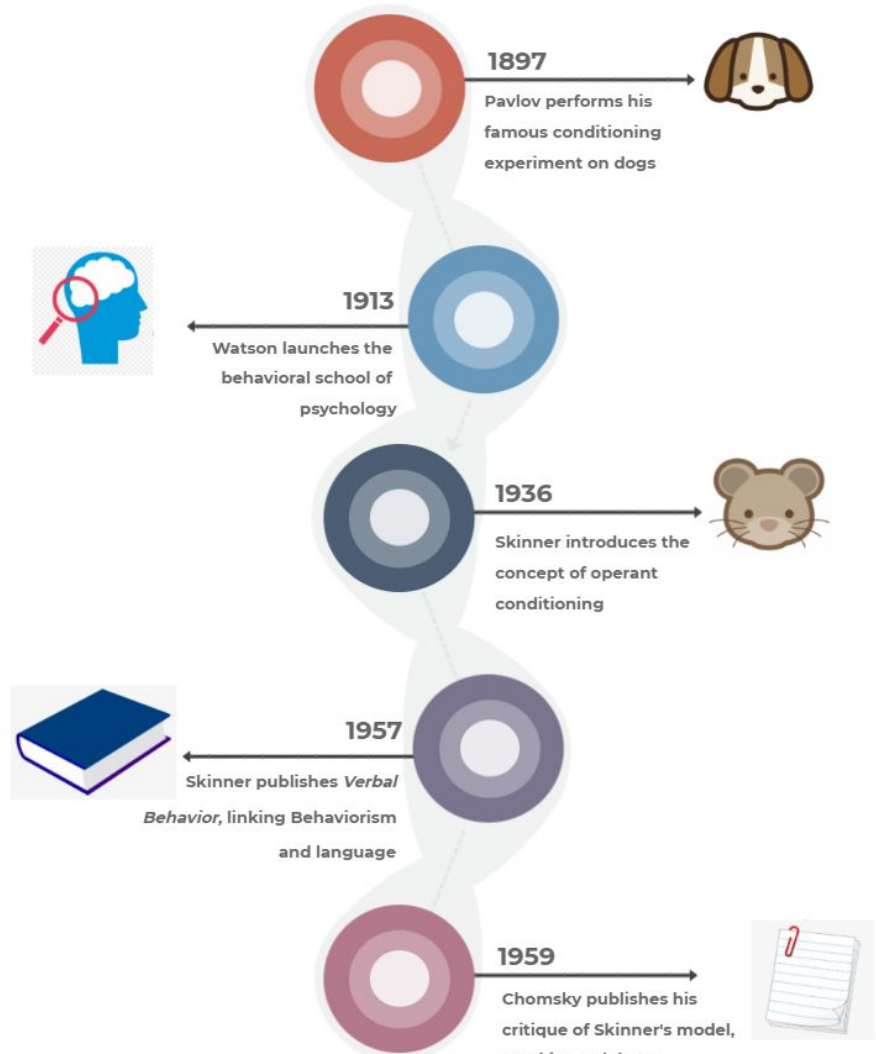 1897
Pavlov performs his
famous conditioning
experiment on dogs
1913
Watson launches the
behavioral school of
psychology
1936
Skinner introduces the
concept of operant
conditioning
1957
Skinner publishes Verbal
Behavior, linking Behaviorism
and language
1959
Chomsky publishes his
critique of Skinner's model,